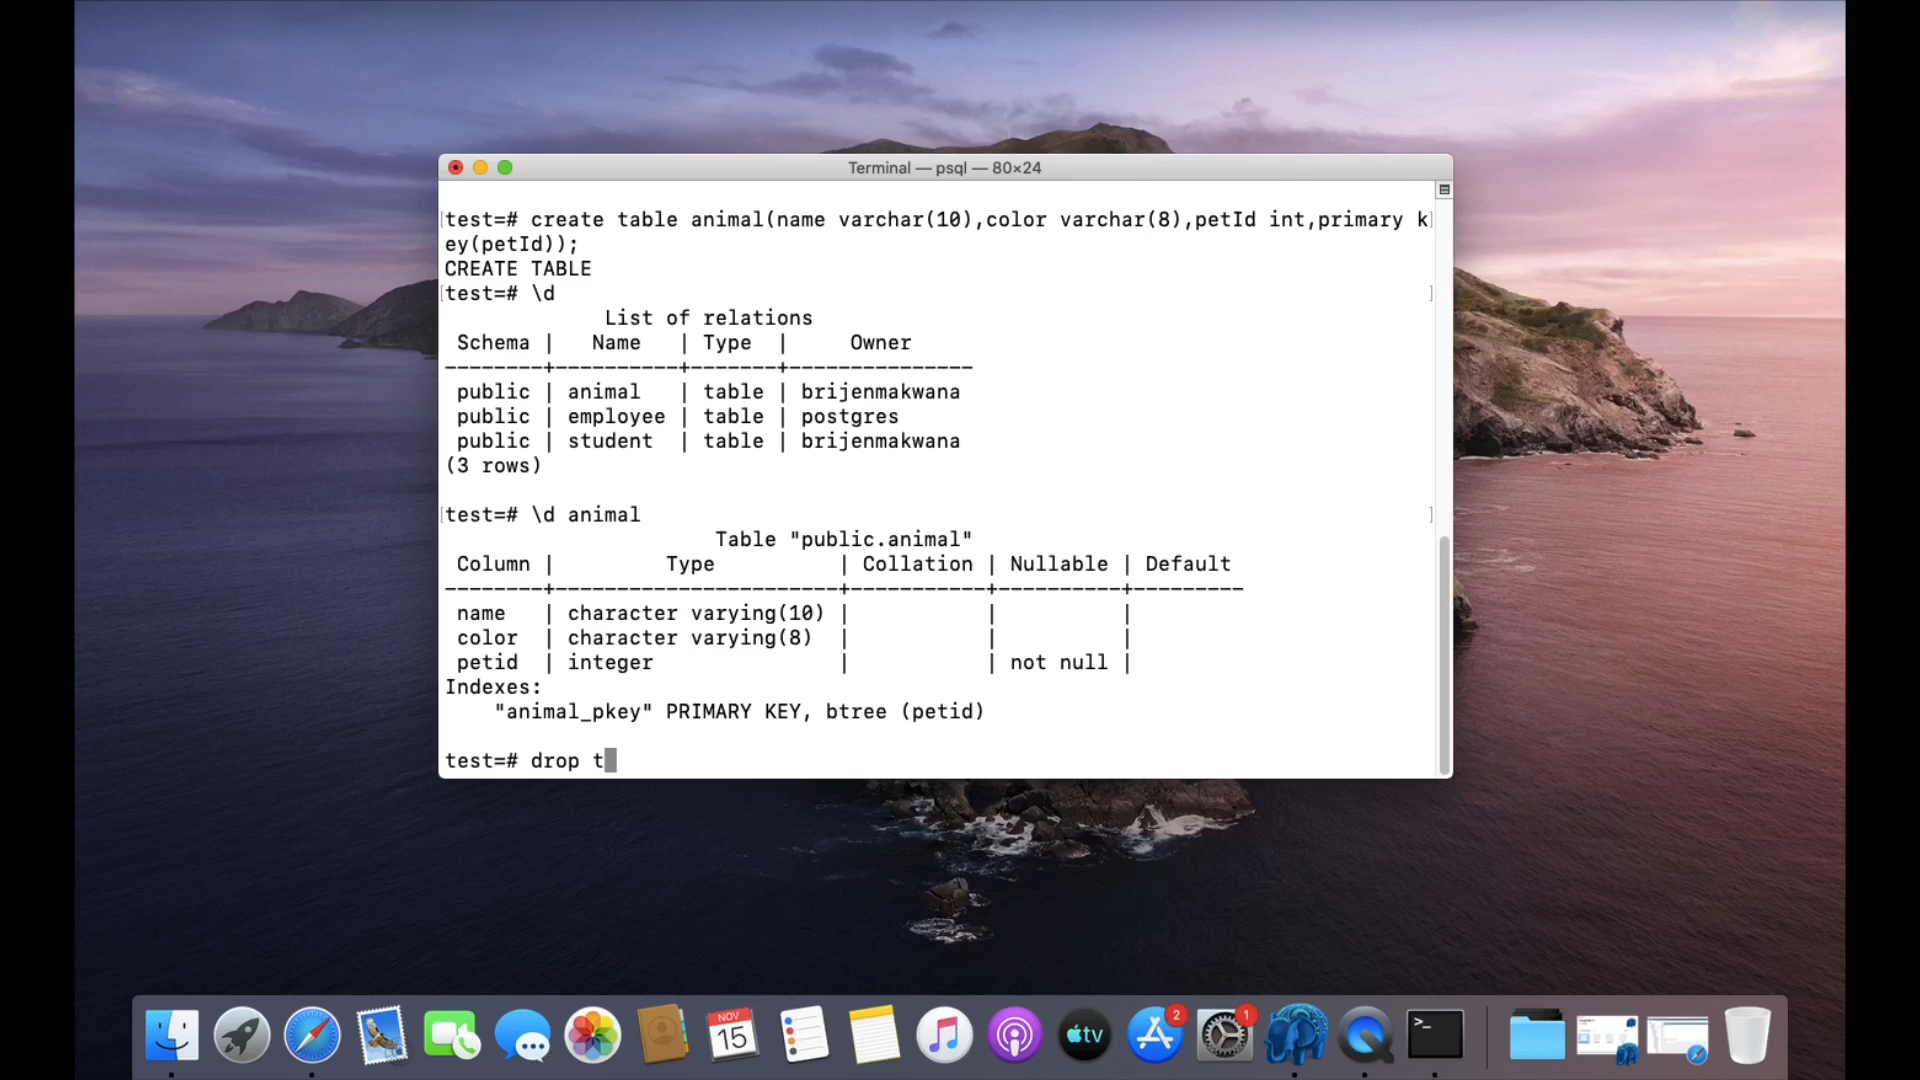 Terminal — psql — 80×24
test=# create table animal(name varchar(10),color varchar(8),petId int,primary k
ey(petId));
CREATE TABLE
test=# \d
List of relations
Schema | Name | Type | Owner
--------+----------+-------+---------------
public | animal | table | brijenmakwana
public | employee | table | postgres
public | student | table | brijenmakwana
(3 rows)
test=# \d animal
Table "public.animal"
Column | Type | Collation | Nullable | Default
--------+-----------------------+-----------+----------+---------
name | character varying(10) | | |
color | character varying(8) | | |
petid | integer | | not null |
Indexes:
"animal_pkey" PRIMARY KEY, btree (petid)
test=# drop t
NOV
15
tv
2
1
>_